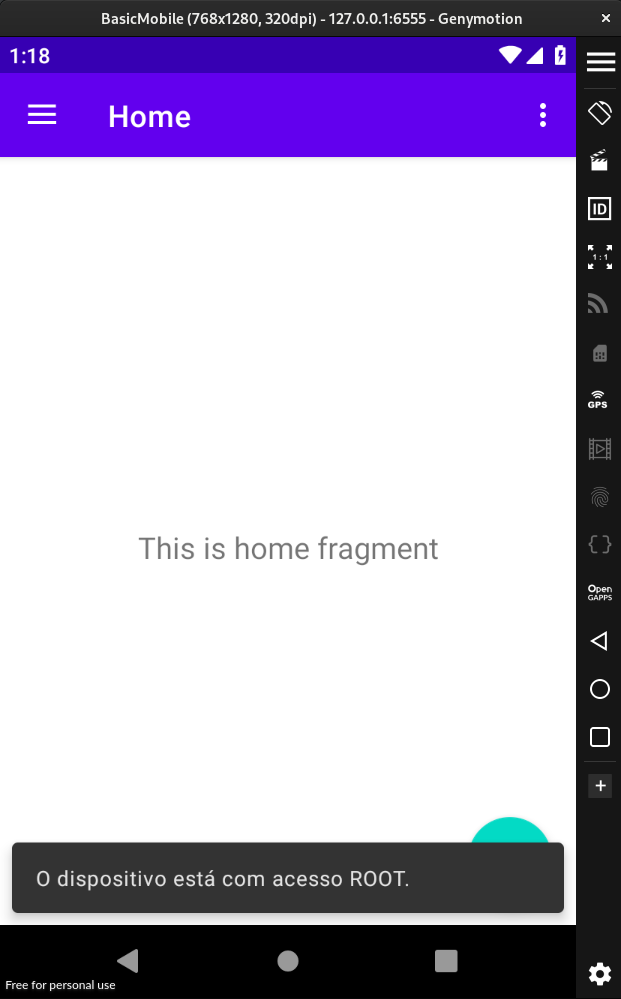 BasicMobile (768x1280, 320dpi) - 127.0.0.1:6555 - Genymotion
1:18
Home
ID
1 : 1
GPS
This is home fragment
Open
GAPPS
O dispositivo está com acesso ROOT.
Free for personal use